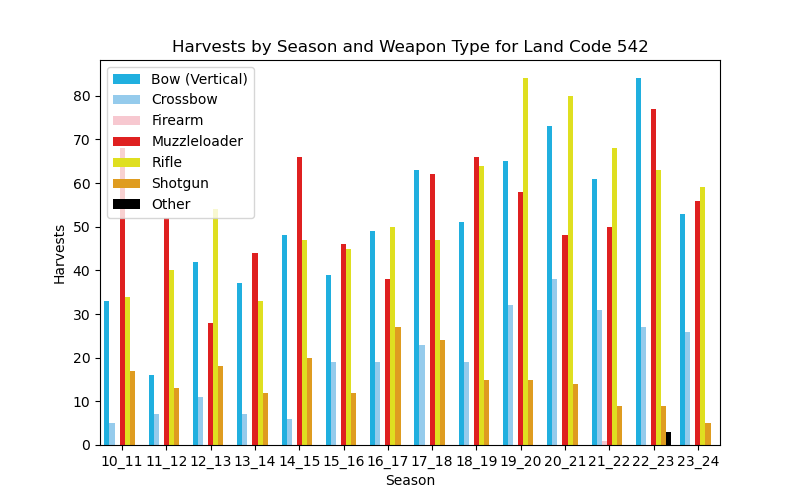 Harvests by Season and Weapon Type for Land Code 542
Bow (Vertical)
Crossbow
Firearm
Muzzleloader
Rifle
Shotgun
Other
80
70
60
50
40
30
20
10
0
Harvests
10_11 11_12 12_13 13_14 14_15 15_16 16_17 17_18 18_19 19_20 20_21 21_22 22_23 23_24
Season